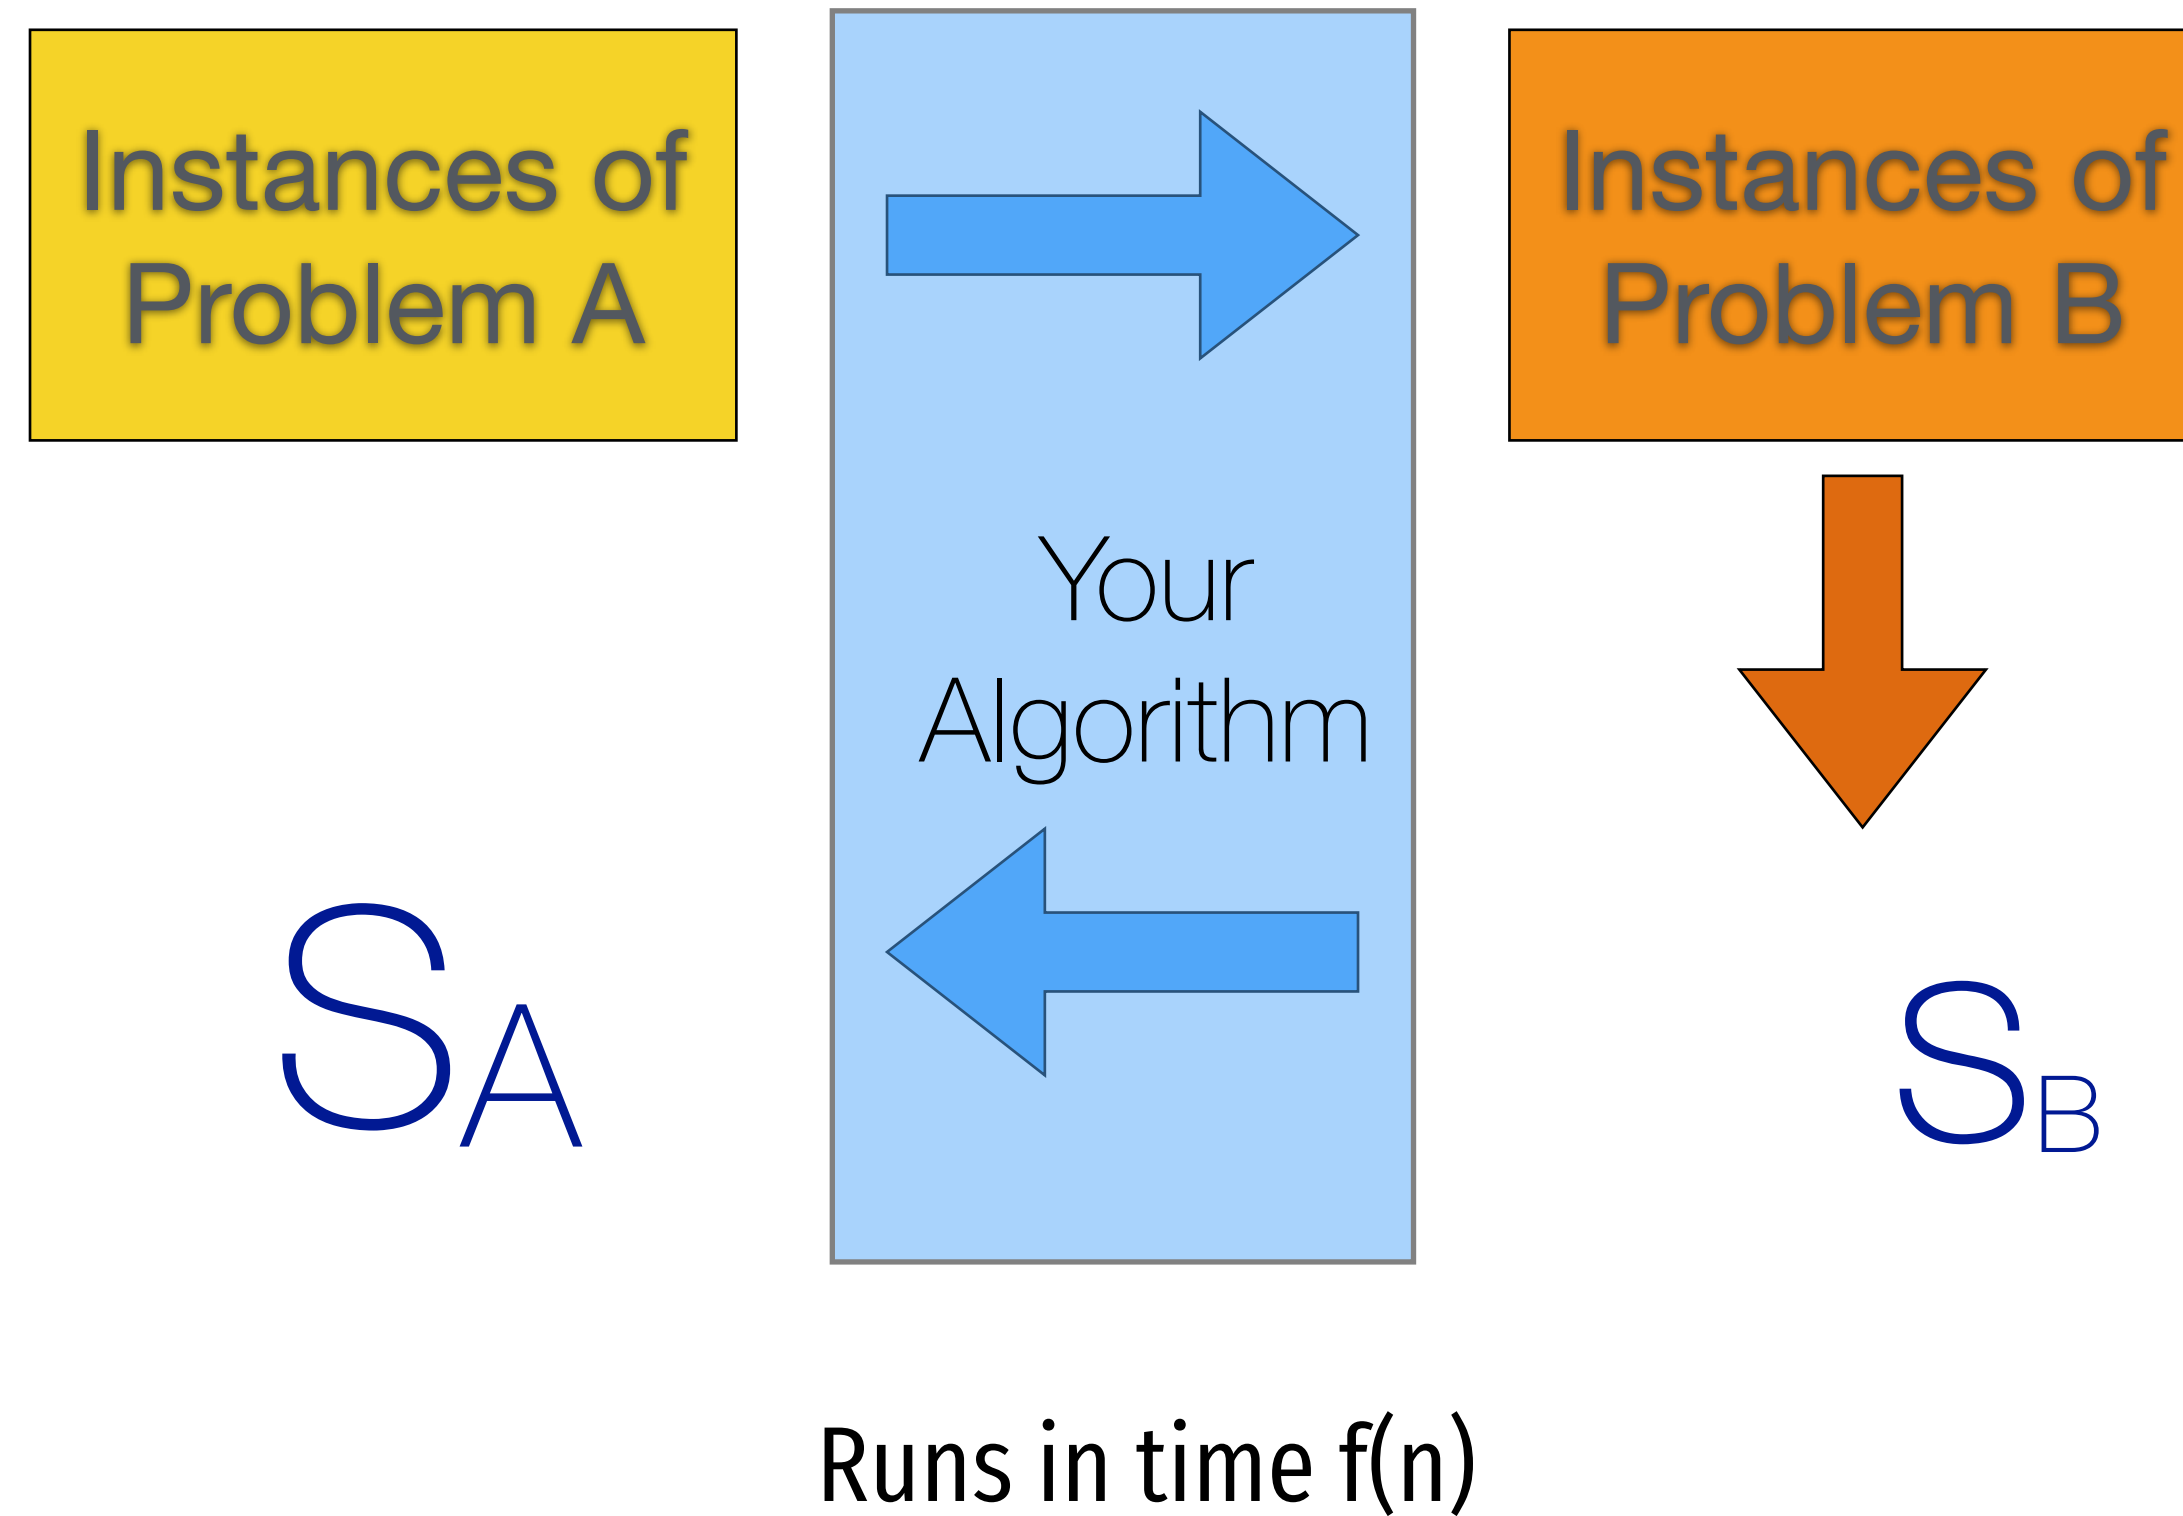 Instances of
Problem A
Instances of
Problem B
Your
Algorithm
SA
SB
Runs in time f(n)